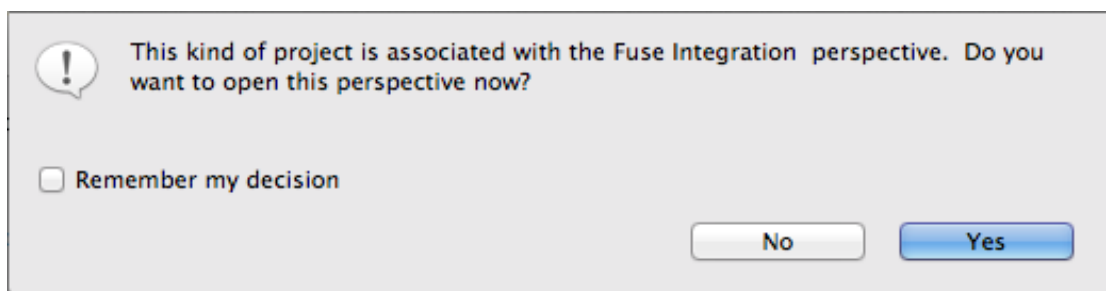 This kind of project is associated with the Fuse Integration  perspective.  Do you
want to open this perspective now?
Remember my decision
No
Yes